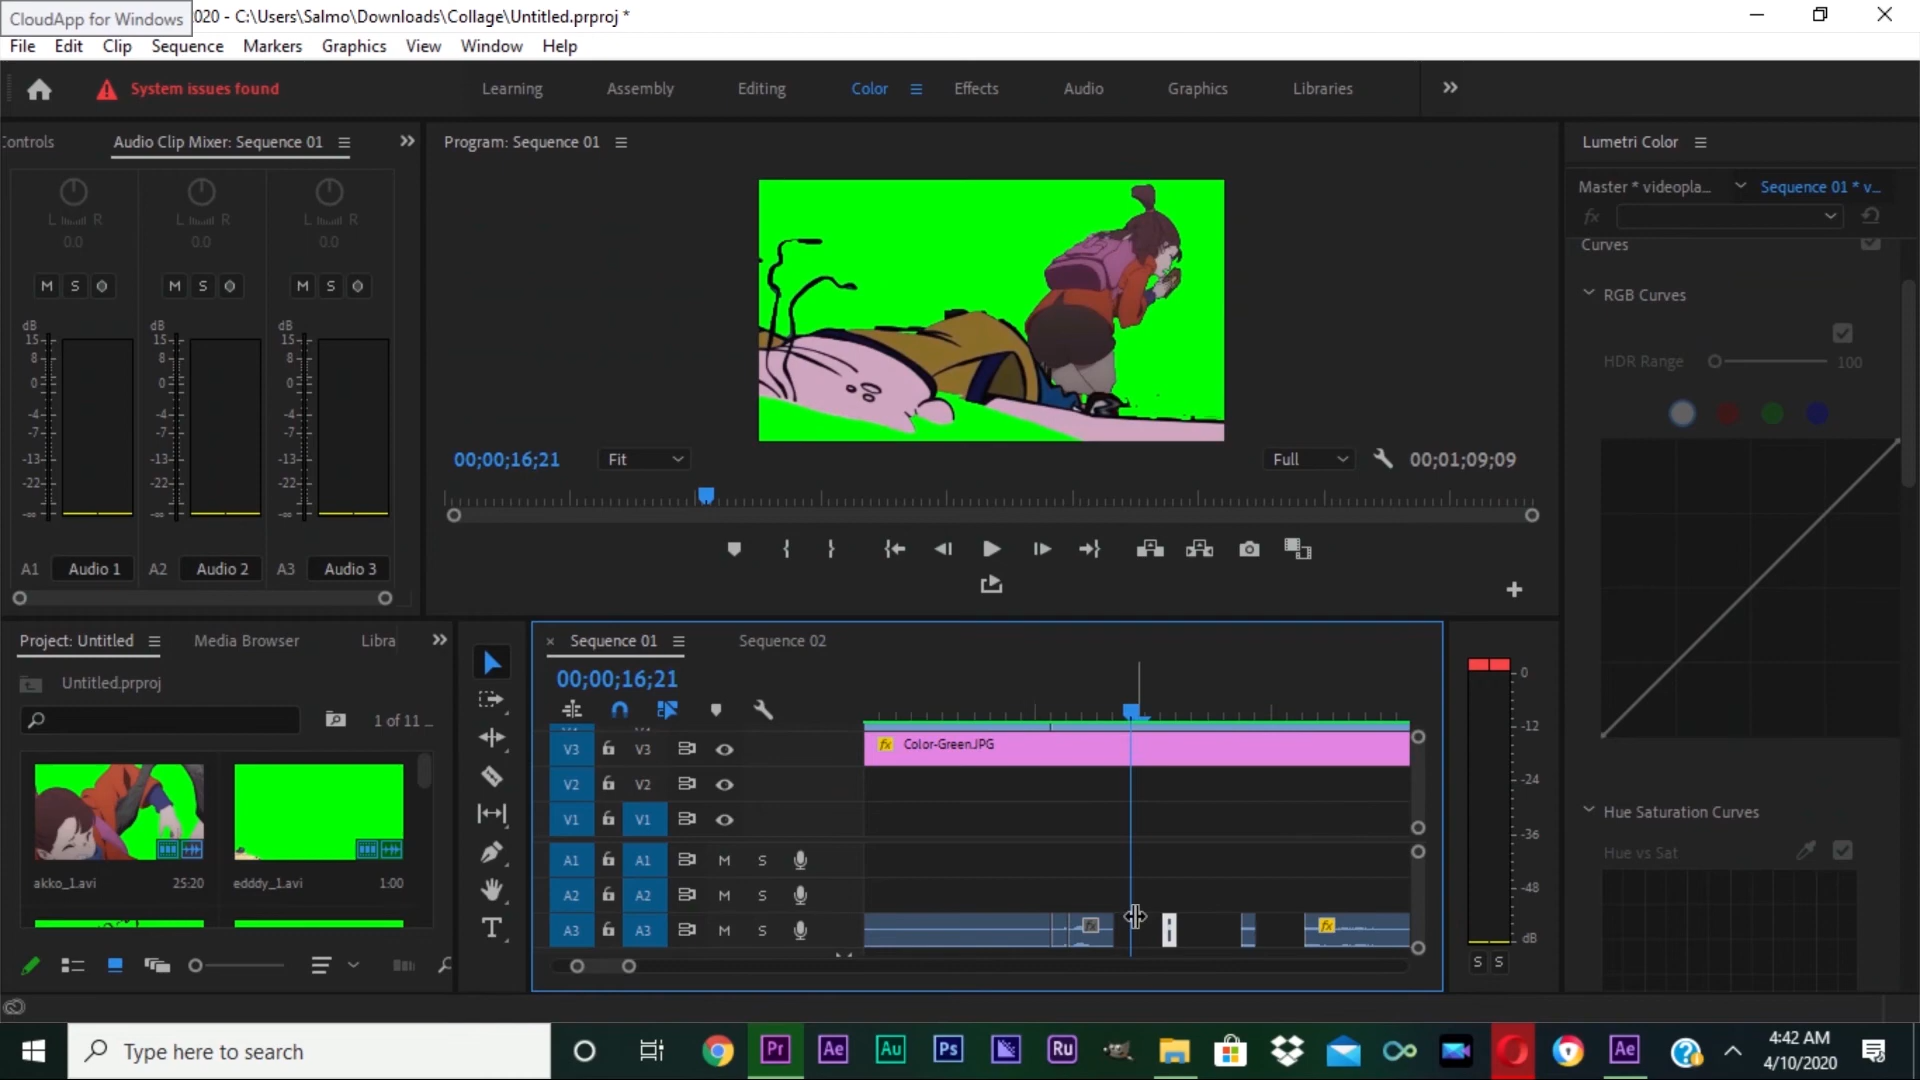 CloudApp for Windows
2020 - C:\Users\Salmo\Downloads\Collage\Untitled.prproj *
File Edit Clip Sequence Markers Graphics View Window Help
System issues found
Learning Assembly Editing Color Effects Audio Graphics Libraries
Controls Audio Clip Mixer: Sequence 01
Program: Sequence 01
Lumetri Color
Master * videopla...
Sequence 01 * v...
fx
L R L R L R
0.0 0.0 0.0
M S M S M S
dB dB dB
15 15 15
8 8 8
0 0 0
-4 -4 -4
-7 -7 -7
-13 -13 -13
-22 -22 -22
-∞ -∞ -∞
A1 Audio 1 A2 Audio 2 A3 Audio 3
00;00;16;21
Fit
Full
00;01;09;09
Curves
RGB Curves
HDR Range
100
Hue Saturation Curves
Hue vs Sat
Project: Untitled
Media Browser
Libra
Untitled.prproj
1 of 11 ...
akko_1.avi 25:20
edddy_1.avi 1:00
Sequence 01
Sequence 02
00;00;16;21
V3 V3
fx Color-Green.JPG
V2 V2
V1 V1
A1 A1 M S
A2 A2 M S
A3 A3 M S
fx fx
0
-12
-24
-36
-48
dB
S S
Type here to search
Pr Ae Au Ps Ru Ae
4:42 AM
4/10/2020